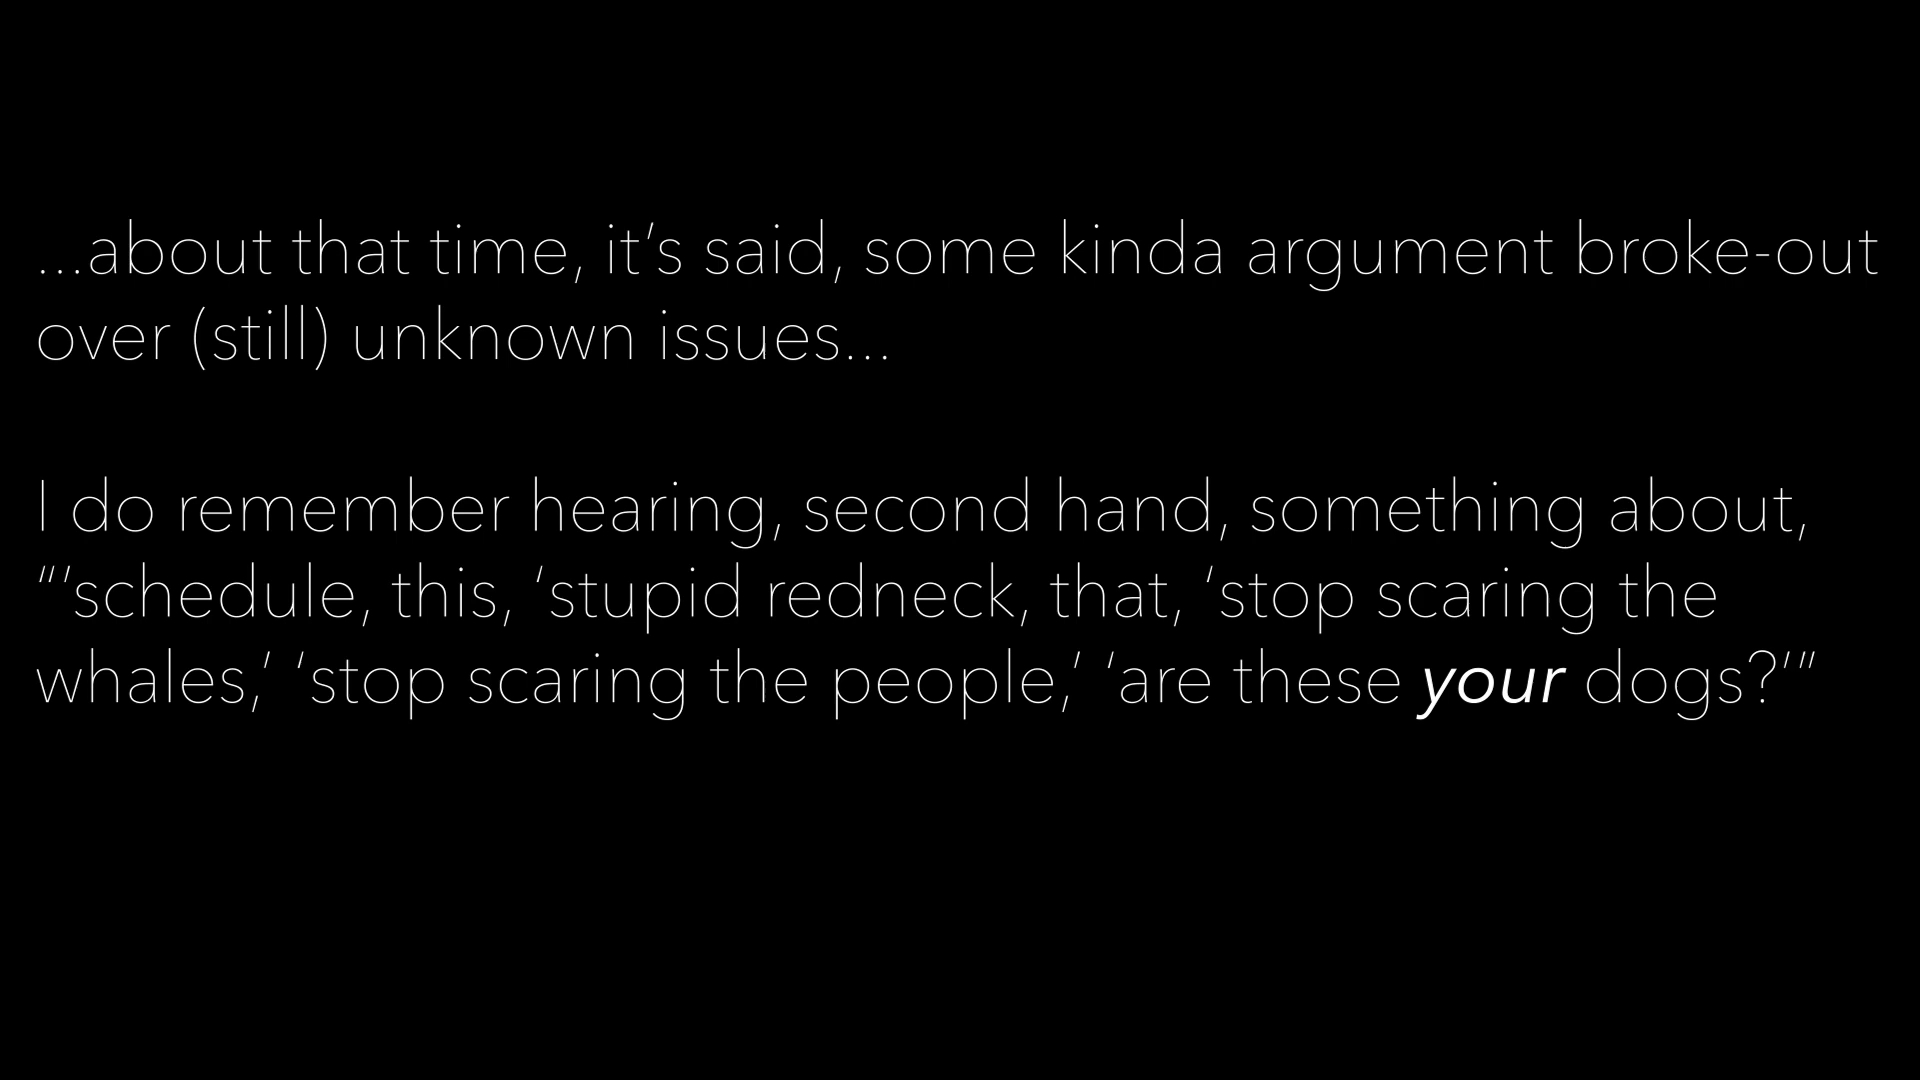 ...about that time, it’s said, some kinda argument broke-out
over (still) unknown issues...
I do remember hearing, second hand, something about,
“‘schedule, this, ‘stupid redneck, that, ‘stop scaring the
whales,’ ‘stop scaring the people,’ ‘are these your dogs?’”